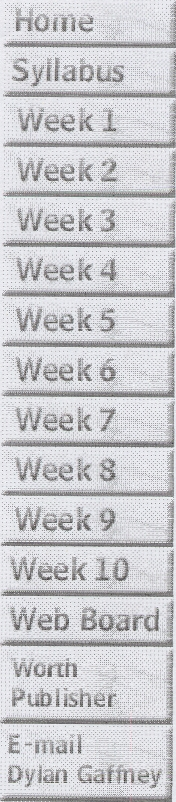 Home
Syllabus
Week 1
Week 2
Week 3
Week 4
Week 5
Week 6
Week 7
Week 8
Week 9
Week 10
Web Board
Worth
Publisher
E-mail
Dylan Gaffney